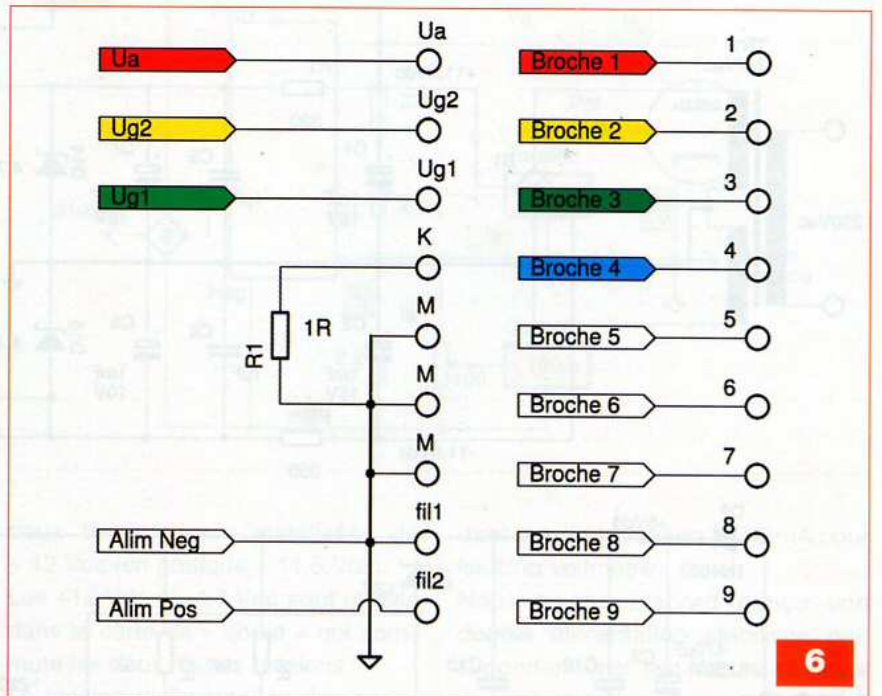 Ua
Ua
Ug2
Ug2
Ug1
Ug1
K
R1
1R
M
M
M
fil1
Alim Neg
fil2
Alim Pos
Broche 1
1
Broche 2
2
Broche 3
3
Broche 4
4
Broche 5
5
Broche 6
6
Broche 7
7
Broche 8
8
Broche 9
9
6